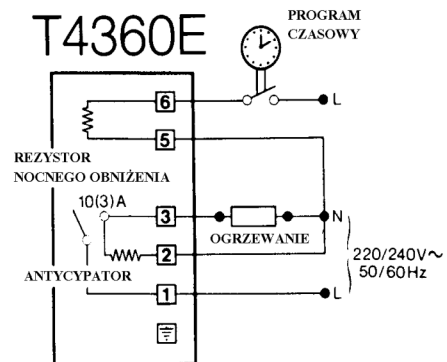 T4360E
PROGRAM
CZASOWY
6
L
5
REZYSTOR
NOCNEGO OBNIŻENIA
10(3)A
3
N
OGRZEWANIE
2
220/240V~
50/60Hz
ANTYCYPATOR
1
L